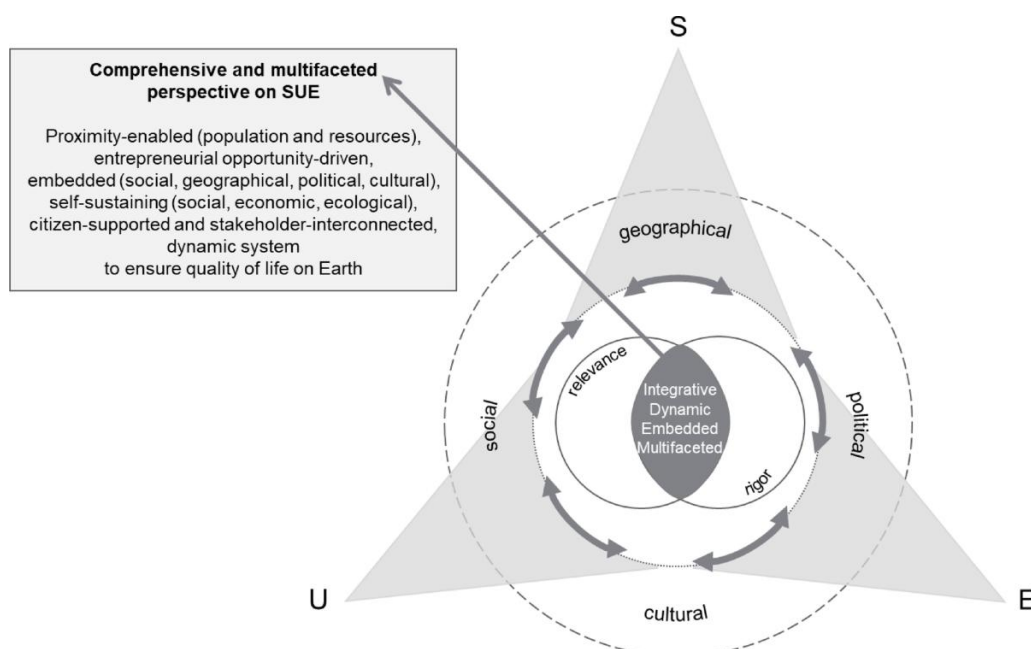 S
Comprehensive and multifaceted
perspective on SUE
Proximity-enabled (population and resources),
entrepreneurial opportunity-driven,
embedded (social, geographical, political, cultural),
self-sustaining (social, economic, ecological),
citizen-supported and stakeholder-interconnected,
dynamic system
to ensure quality of life on Earth
geographical
relevance
Integrative
Dynamic
Embedded
Multifaceted
social
political
rigor
U
cultural
E